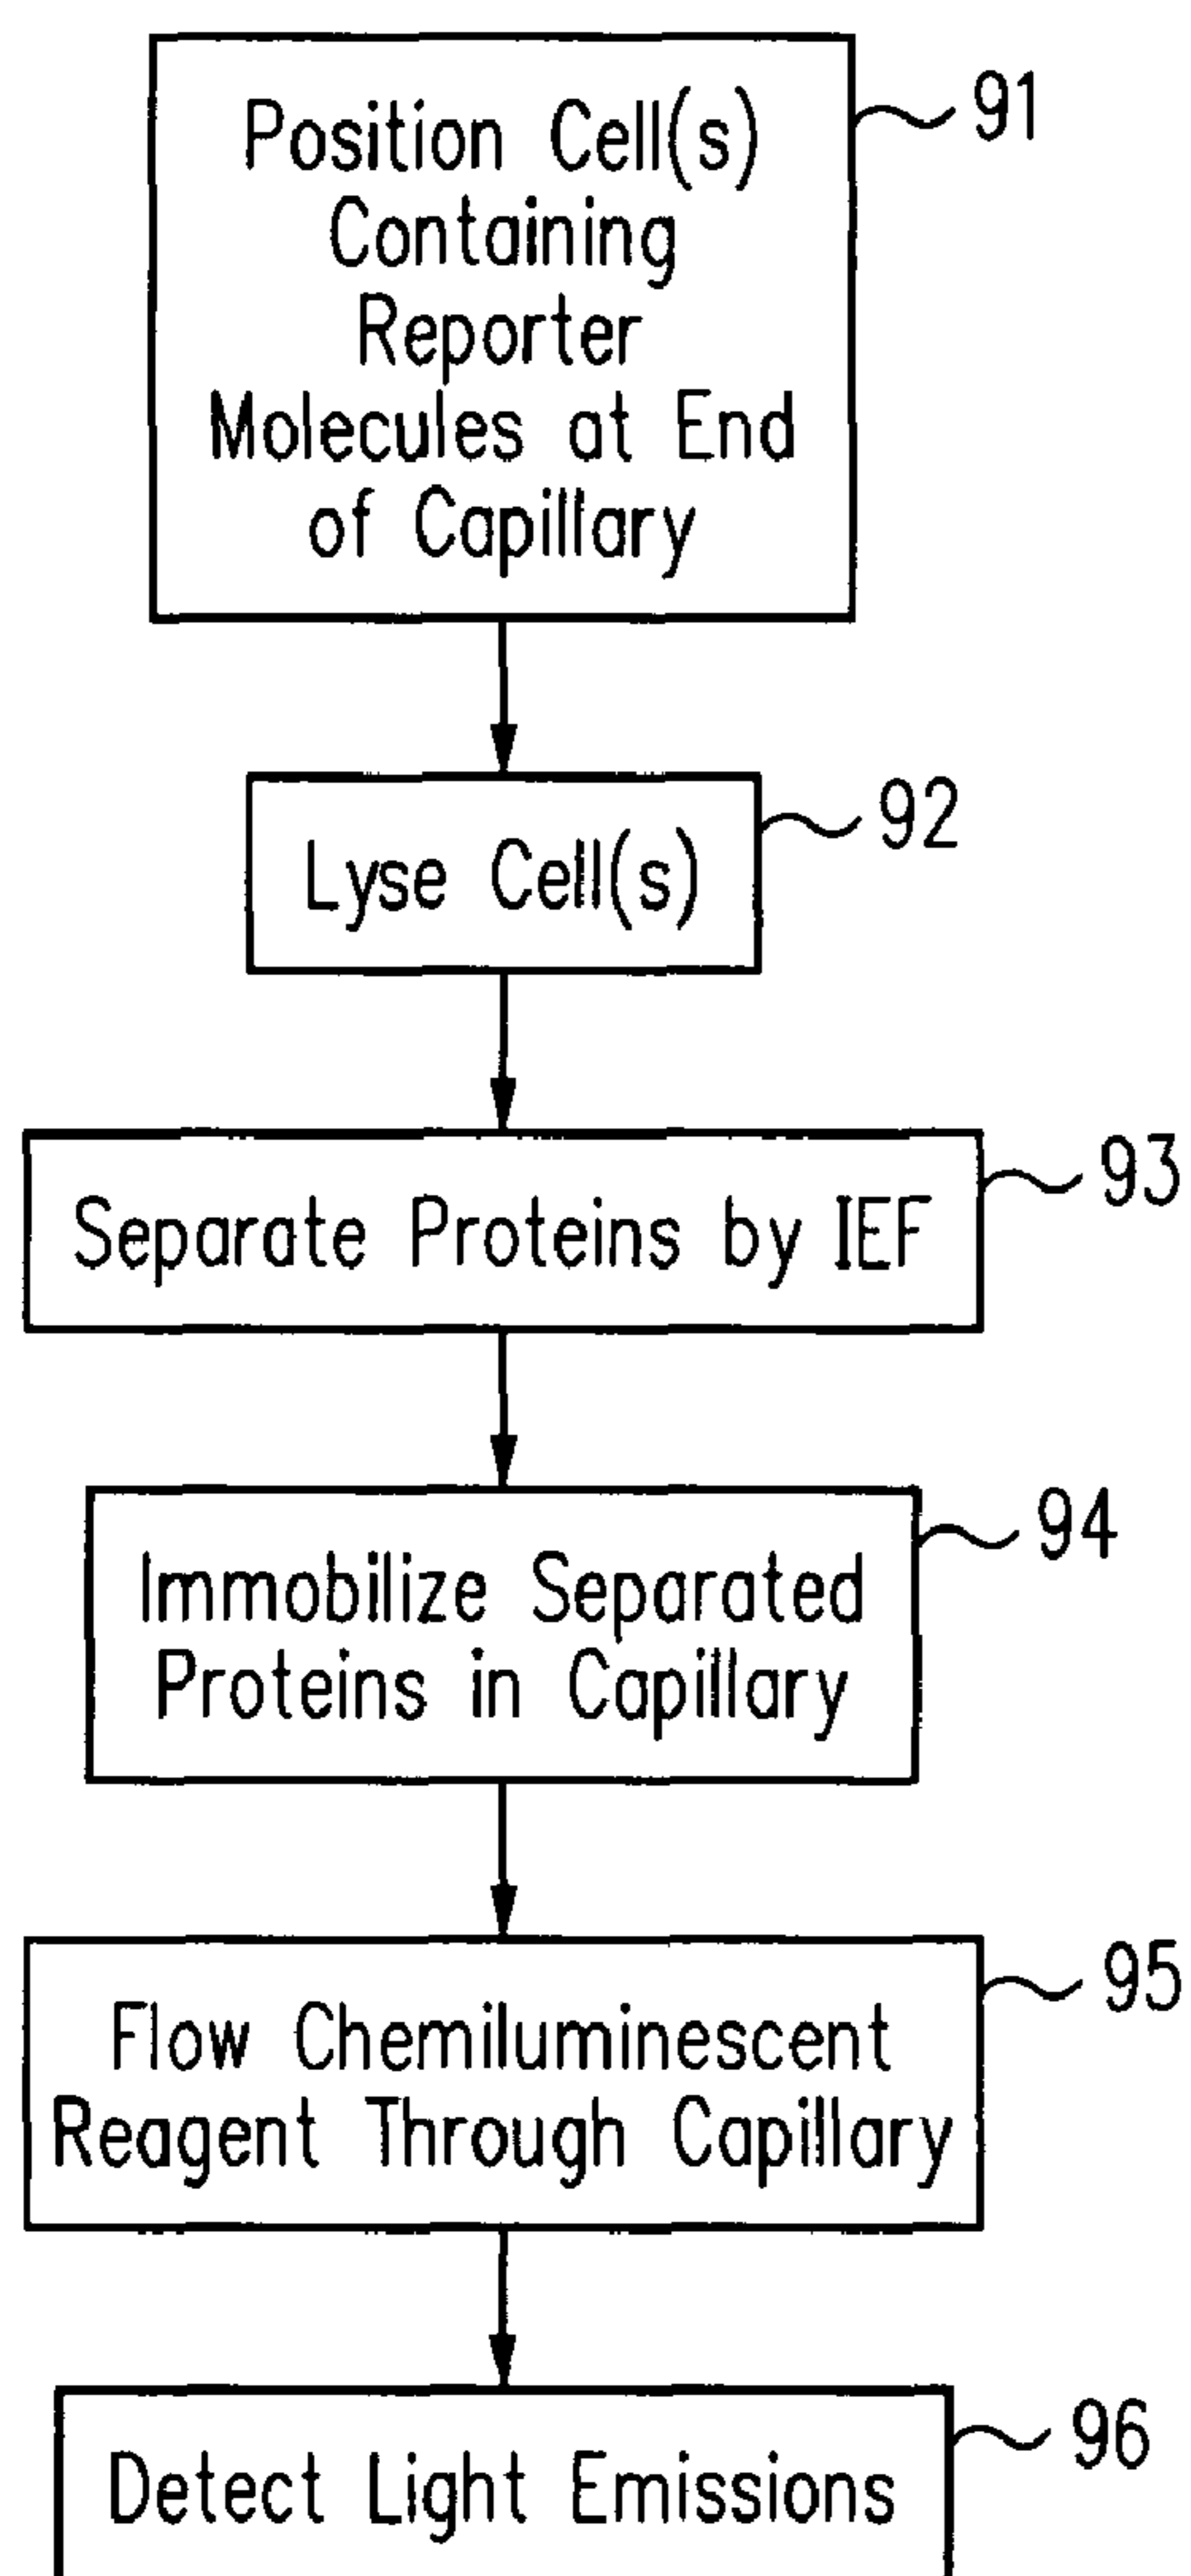 Position Cell(s)
Containing
Reporter
Molecules at End
of Capillary
91
Lyse Cell(s)
92
Separate Proteins by IEF
93
Immobilize Separated
Proteins in Capillary
94
Flow Chemiluminescent
Reagent Through Capillary
95
Detect Light Emissions
96